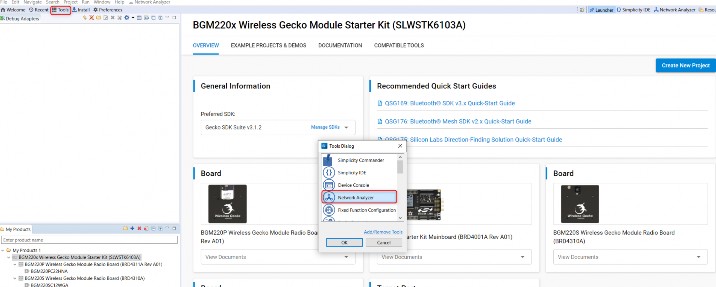 File Edit Navigate Search Project Run Window Help Network Analyzer
Welcome Recent Tools Install Preferences
Launcher Simplicity IDE Network Analyzer
Debug Adapters
BGM220x Wireless Gecko Module Starter Kit (SLWSTK6103A)
OVERVIEW EXAMPLE PROJECTS & DEMOS DOCUMENTATION COMPATIBLE TOOLS
Create New Project
General Information
Recommended Quick Start Guides
Preferred SDK:
Gecko SDK Suite v3.1.2 Manage SDKs
QSG169: Bluetooth® SDK v3.x Quick-Start Guide
QSG176: Bluetooth® Mesh SDK v2.x Quick-Start Guide
Silicon Labs Direction Finding Solution Quick-Start Guide
Tools Dialog
Simplicity Commander
Simplicity IDE
Device Console
Network Analyzer
Fixed Function Configuration
Add/Remove Tools
OK Cancel
Board
Board
BGM220P Wireless Gecko Module Radio Board
Rev A01)
Starter Kit Mainboard (BRD4001A Rev A01)
BGM220S Wireless Gecko Module Radio Board
(BRD4310A)
View Documents
View Documents
View Documents
My Products
Enter product name
My Products 1
BGM220x Wireless Gecko Module Starter Kit (SLWSTK6103A)
BGM220P Wireless Gecko Module Radio Board (BRD4311A Rev A01)
BGM220PC22HNA
BGM220S Wireless Gecko Module Radio Board (BRD4310A)
BGM220SC12WGA